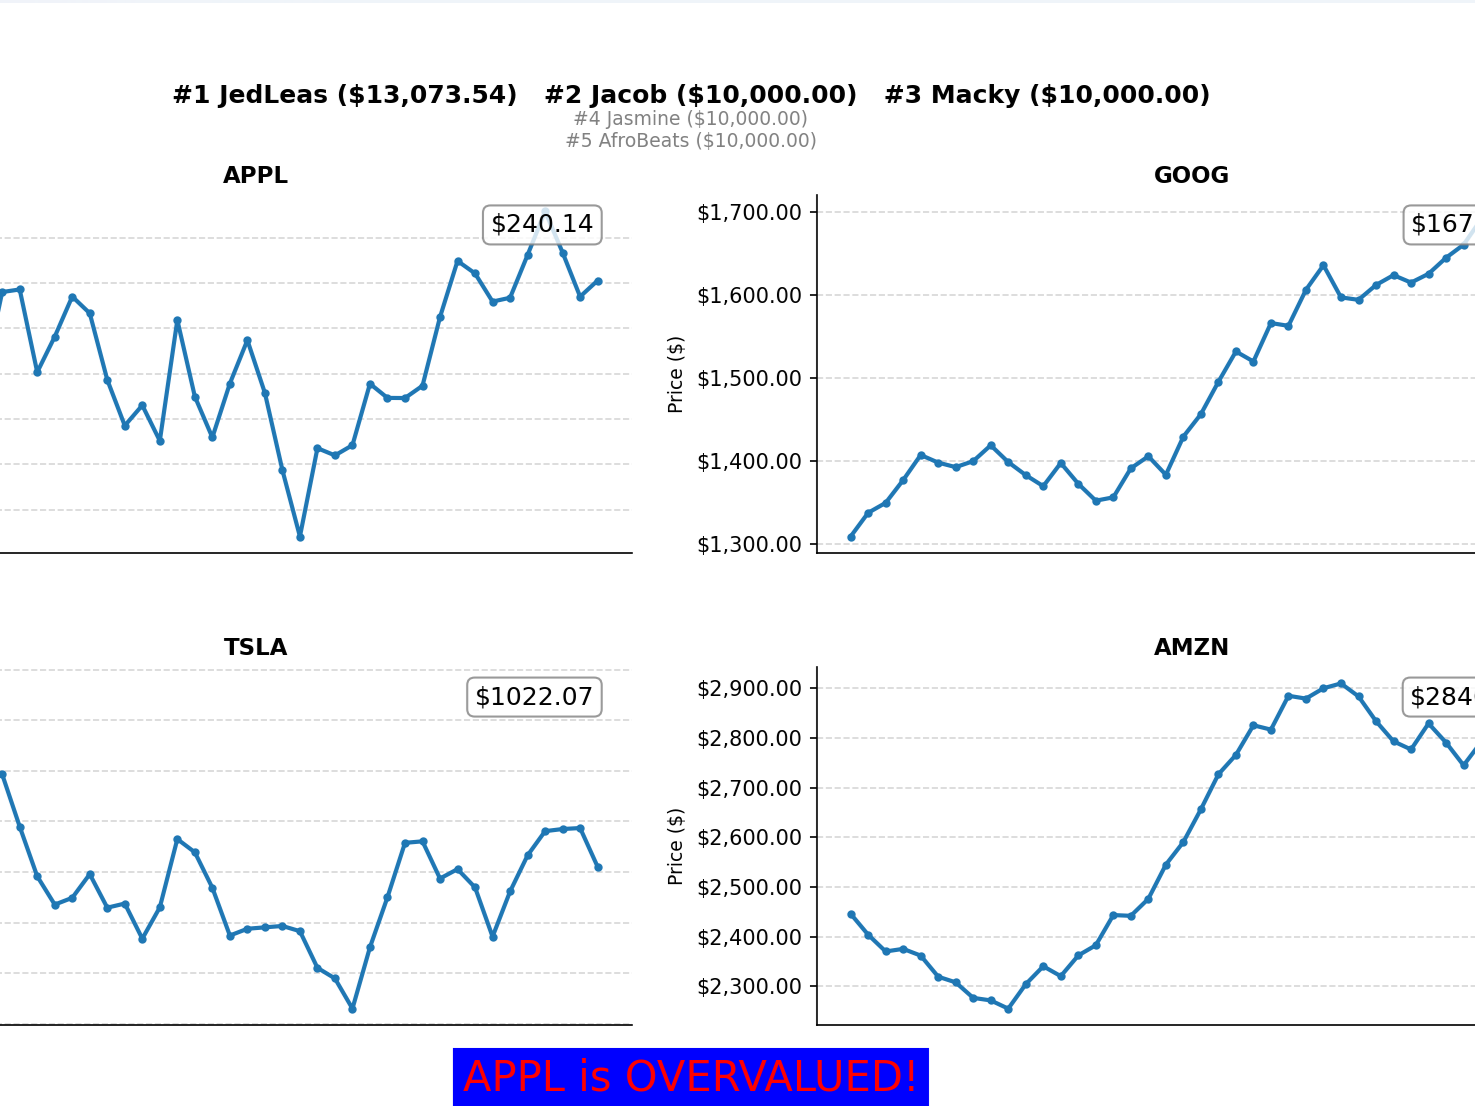 #1 JedLeas ($13,073.54)   #2 Jacob ($10,000.00)   #3 Macky ($10,000.00)
#4 Jasmine ($10,000.00)
#5 AfroBeats ($10,000.00)
APPL
$240.14
GOOG
$167
Price ($)
$1,700.00
$1,600.00
$1,500.00
$1,400.00
$1,300.00
TSLA
$1022.07
AMZN
$284
Price ($)
$2,900.00
$2,800.00
$2,700.00
$2,600.00
$2,500.00
$2,400.00
$2,300.00
APPL is OVERVALUED!